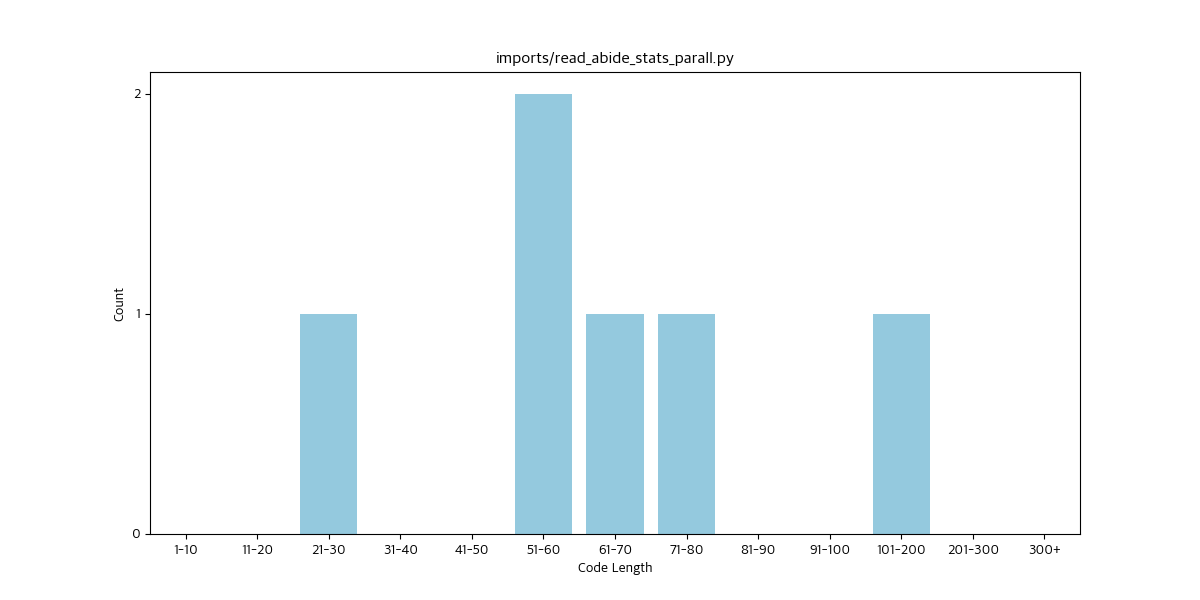 imports/read_abide_stats_parall.py
2
1
0
Count
1-10 11-20 21-30 31-40 41-50 51-60 61-70 71-80 81-90 91-100 101-200 201-300 300+
Code Length